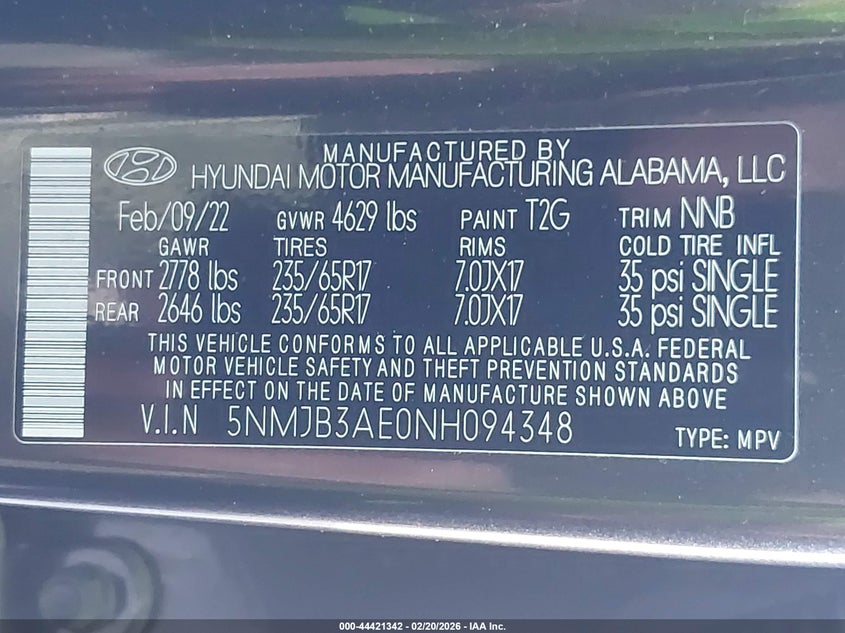 MANUFACTURED BY
HYUNDAI MOTOR MANUFACTURING ALABAMA, LLC
Feb/09/22 GVWR 4629 lbs PAINT T2G TRIM NNB
GAWR TIRES RIMS COLD TIRE INFL
FRONT 2778 lbs 235/65R17 7.0JX17 35 psi SINGLE
REAR 2646 lbs 235/65R17 7.0JX17 35 psi SINGLE
THIS VEHICLE CONFORMS TO ALL APPLICABLE U.S.A. FEDERAL
MOTOR VEHICLE SAFETY AND THEFT PREVENTION STANDARDS
IN EFFECT ON THE DATE OF MANUFACTURE SHOWN ABOVE
V.I.N 5NMJB3AE0NH094348 TYPE: MPV
000-44421342 - 02/20/2026 - IAA Inc.